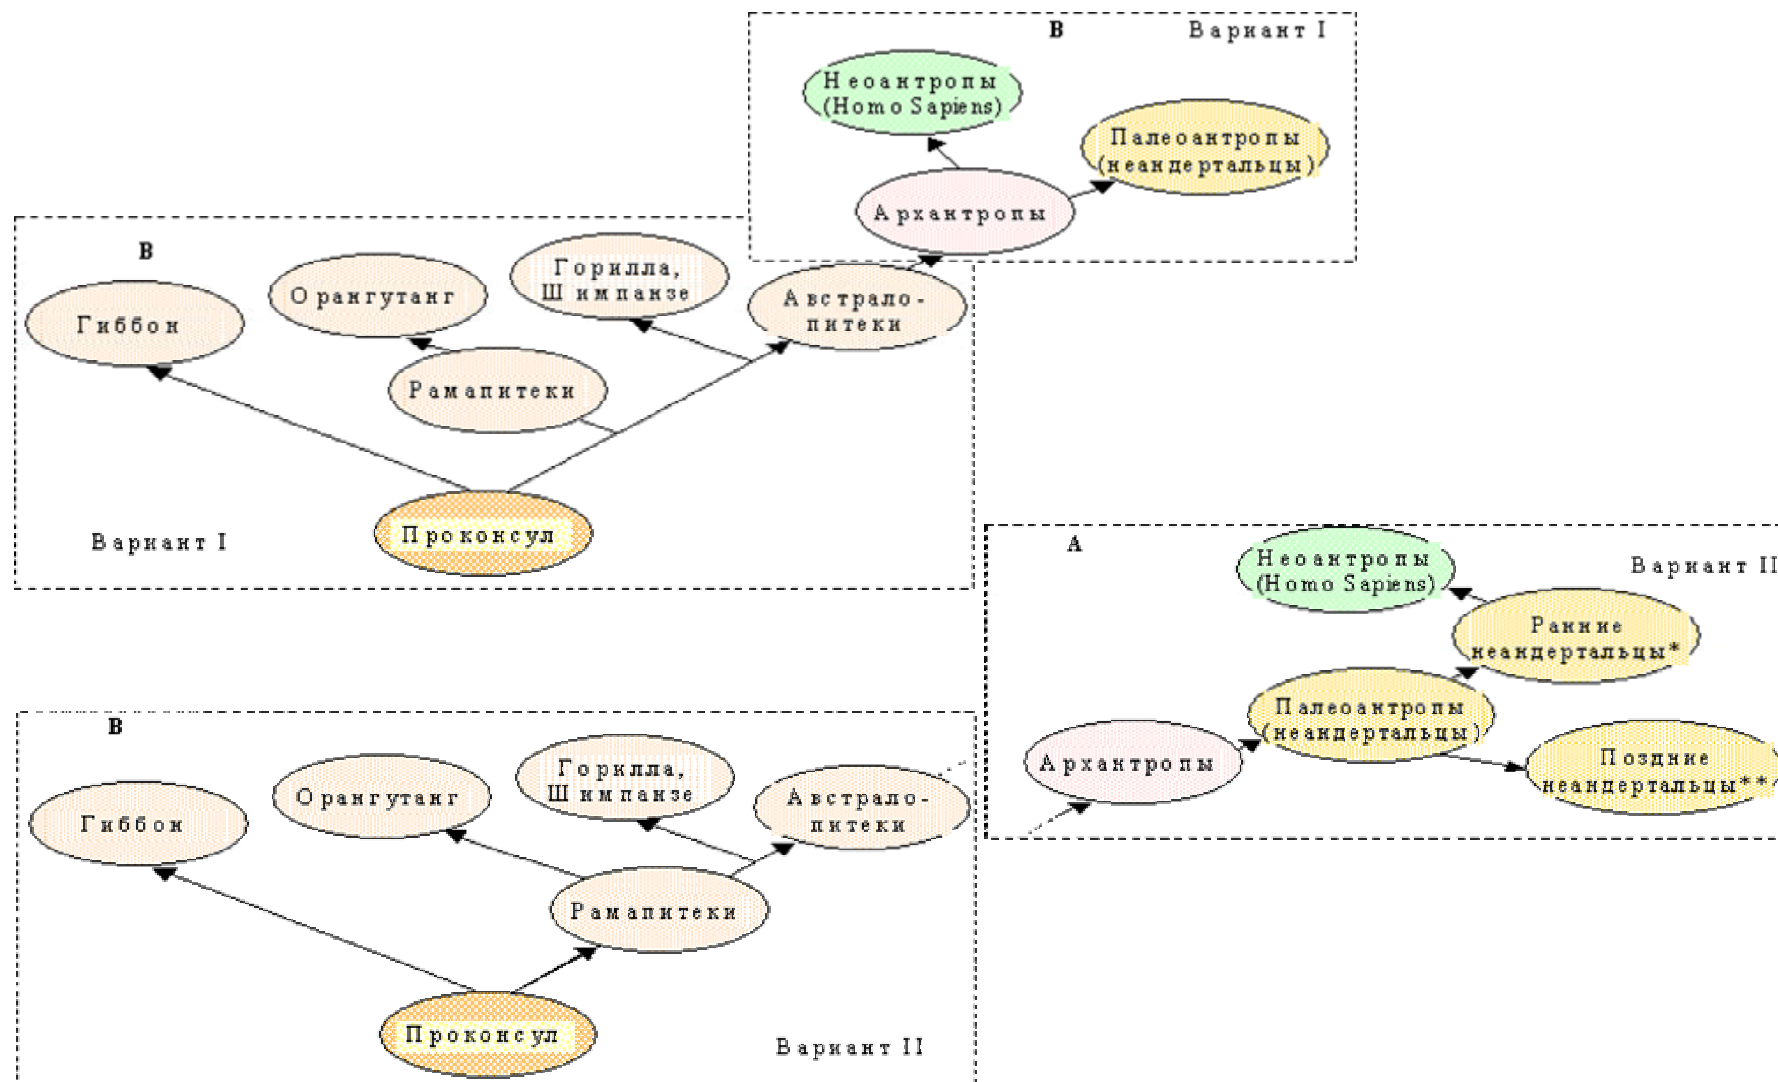 В
Вариант I
Неоантропы
(Homo Sapiens)
Палеоантропы
(неандертальцы)
Архантропы
В
Гиббон
Орангутанг
Горилла,
Шимпанзе
Австрало-
питеки
Рамапитеки
Проконсул
Вариант I
А
Неоантропы
(Homo Sapiens)
Вариант II
Ранние
неандертальцы*
Палеоантропы
(неандертальцы)
Архантропы
Поздние
неандертальцы**
В
Гиббон
Орангутанг
Горилла,
Шимпанзе
Австрало-
питеки
Рамапитеки
Проконсул
Вариант II